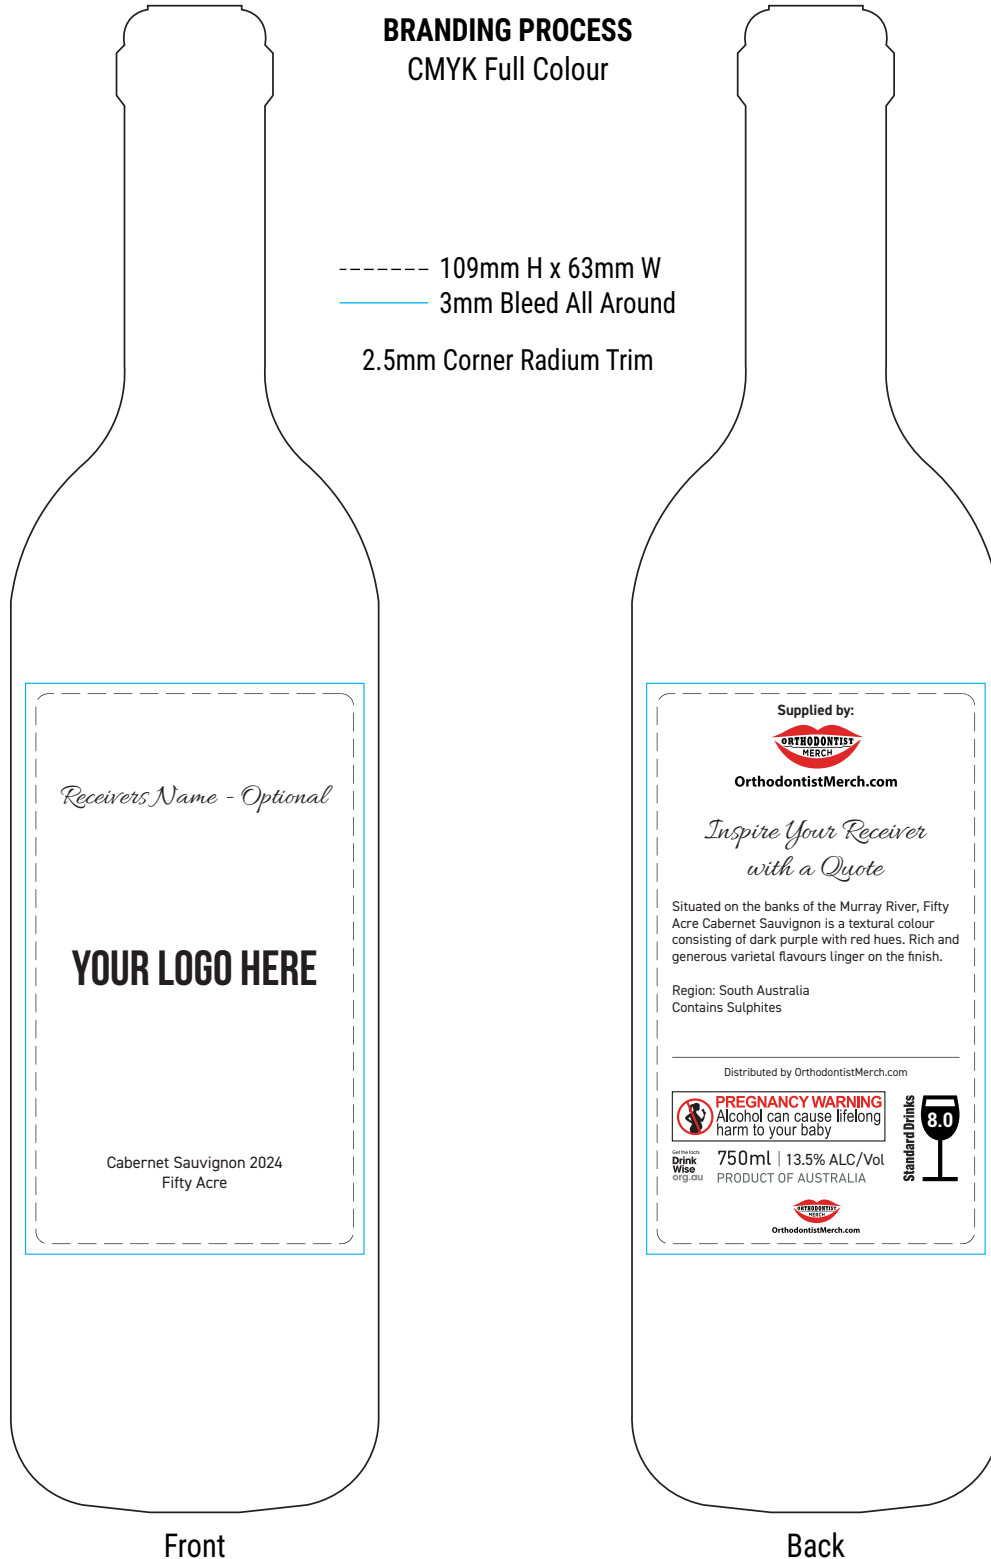 BRANDING PROCESS
CMYK Full Colour
109mm H x 63mm W
3mm Bleed All Around
2.5mm Corner Radium Trim
Receivers Name - Optional
YOUR LOGO HERE
Cabernet Sauvignon 2024
Fifty Acre
Front
Supplied by:
ORTHODONTIST
MERCH
OrthodontistMerch.com
Inspire Your Receiver
with a Quote
Situated on the banks of the Murray River, Fifty
Acre Cabernet Sauvignon is a textural colour
consisting of dark purple with red hues. Rich and
generous varietal flavours linger on the finish.
Region: South Australia
Contains Sulphites
Distributed by OrthodontistMerch.com
PREGNANCY WARNING
Alcohol can cause lifelong
harm to your baby
Get the facts
Drink
Wise
org.au
750ml | 13.5% ALC/Vol
PRODUCT OF AUSTRALIA
Standard Drinks
8.0
ORTHODONTIST
MERCH
OrthodontistMerch.com
Back